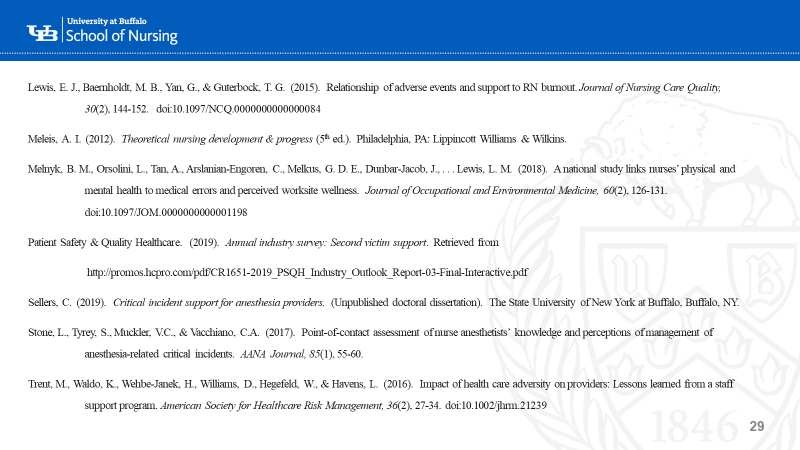 University at Buffalo
School of Nursing
Lewis, E. J., Baernholdt, M. B., Yan, G., & Guterbock, T. G. (2015). Relationship of adverse events and support to RN burnout. Journal of Nursing Care Quality,
30(2), 144-152. doi:10.1097/NCQ.0000000000000084
Meleis, A. I. (2012). Theoretical nursing development & progress (5th ed.). Philadelphia, PA: Lippincott Williams & Wilkins.
Melnyk, B. M., Orsolini, L., Tan, A., Arslanian-Engoren, C., Melkus, G. D. E., Dunbar-Jacob, J., . . . Lewis, L. M. (2018). A national study links nurses' physical and
mental health to medical errors and perceived worksite wellness. Journal of Occupational and Environmental Medicine, 60(2), 126-131.
doi:10.1097/JOM.0000000000001198
Patient Safety & Quality Healthcare. (2019). Annual industry survey: Second victim support. Retrieved from
http://promos.hcpro.com/pdf/CR1651-2019_PSQH_Industry_Outlook_Report-03-Final-Interactive.pdf
Sellers, C. (2019). Critical incident support for anesthesia providers. (Unpublished doctoral dissertation). The State University of New York at Buffalo, Buffalo, NY.
Stone, L., Tyrey, S., Muckler, V.C., & Vacchiano, C.A. (2017). Point-of-contact assessment of nurse anesthetists' knowledge and perceptions of management of
anesthesia-related critical incidents. AANA Journal, 85(1), 55-60.
Trent, M., Waldo, K., Wehbe-Janek, H., Williams, D., Hegefeld, W., & Havens, L. (2016). Impact of health care adversity on providers: Lessons learned from a staff
support program. American Society for Healthcare Risk Management, 36(2), 27-34. doi:10.1002/jhrm.21239
U B
1846
29